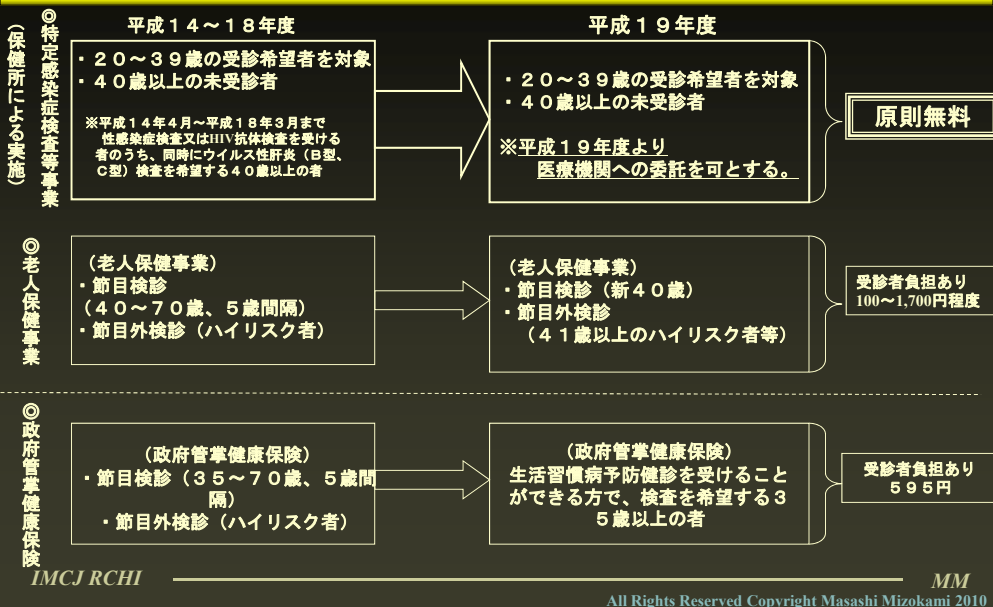 平成１４～１８年度
平成１９年度
◎特定感染症検査等事業
（保健所による実施）
・２０～３９歳の受診希望者を対象
・４０歳以上の未受診者
※平成１４年４月～平成１８年３月まで
性感染症検査又はHIV抗体検査を受ける
者のうち、同時にウイルス性肝炎（Ｂ型、
Ｃ型）検査を希望する４０歳以上の者
・２０～３９歳の受診希望者を対象
・４０歳以上の未受診者
※平成１９年度より
医療機関への委託を可とする。
原則無料
◎老人保健事業
（老人保健事業）
・節目検診
（４０～７０歳、５歳間隔）
・節目外検診（ハイリスク者）
（老人保健事業）
・節目検診（新４０歳）
・節目外検診
（４１歳以上のハイリスク者等）
受診者負担あり
100～1,700円程度
◎政府管掌健康保険
（政府管掌健康保険）
・節目検診（３５～７０歳、５歳間
隔）
・節目外検診（ハイリスク者）
（政府管掌健康保険）
生活習慣病予防健診を受けること
ができる方で、検査を希望する３
５歳以上の者
受診者負担あり
５９５円
IMCJ RCHI
MM
All Rights Reserved Copyright Masashi Mizokami 2010